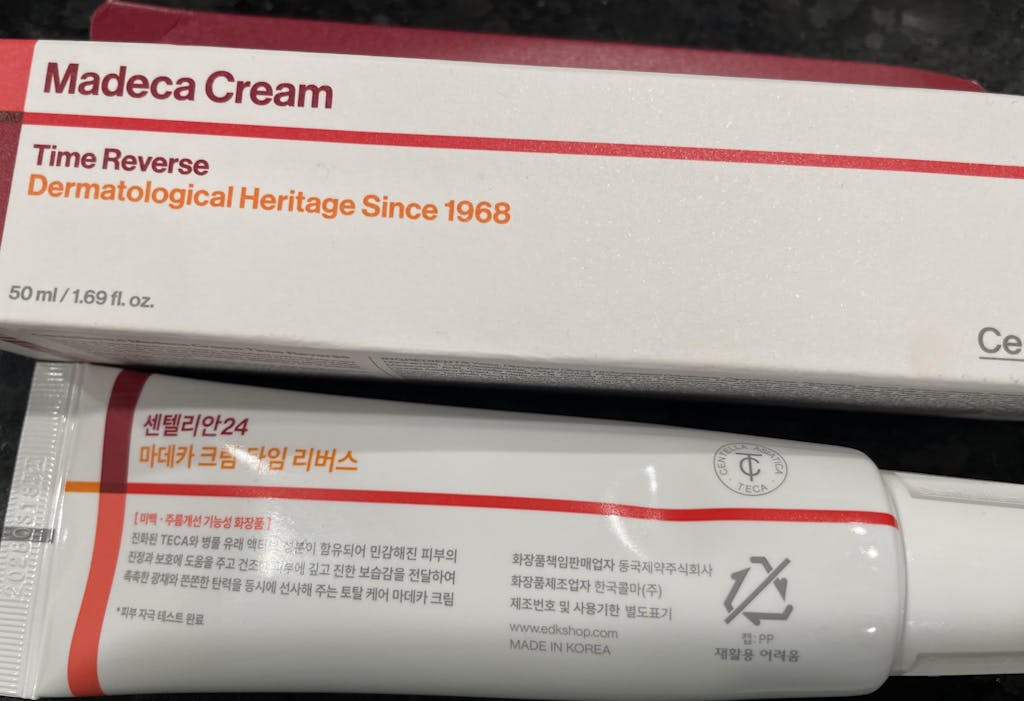 Madeca Cream
Time Reverse
Dermatological Heritage Since 1968
50 ml / 1.69 fl. oz.
Ce
INGREDIENTS
센텔리안24
마데카 크림 타임 리버스
CENTELLA ASIATICA
TECA
[ 미백 · 주름개선 기능성 화장품 ]
진화된 TECA와 병풀 유래 성분이 함유되어 민감해진 피부의
진정과 보호에 도움을 주고 건조한 피부에 깊고 진한 보습감을 전달하여
촉촉한 광채와 쫀쫀한 탄력을 동시에 선사해 주는 토탈 케어 마데카 크림
*피부 자극 테스트 완료
화장품책임판매업자 동국제약주식회사
화장품제조업자 한국콜마(주)
제조번호 및 사용기한 별도표기
www.edkshop.com
MADE IN KOREA
캡: PP
재활용 어려움